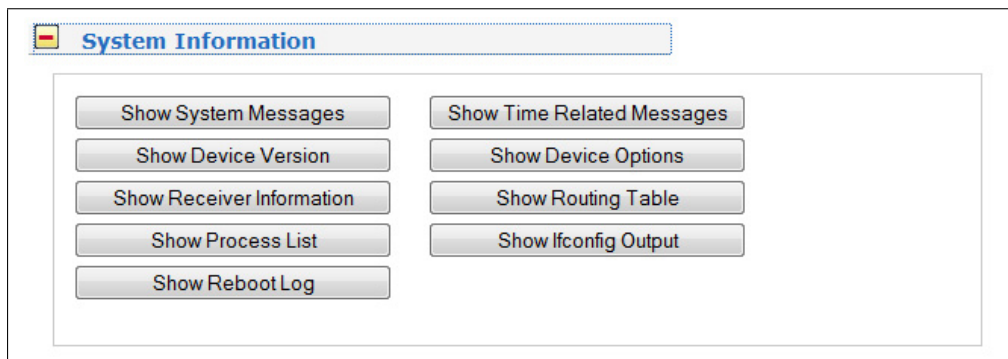 System Information
Show System Messages
Show Time Related Messages
Show Device Version
Show Device Options
Show Receiver Information
Show Routing Table
Show Process List
Show Ifconfig Output
Show Reboot Log